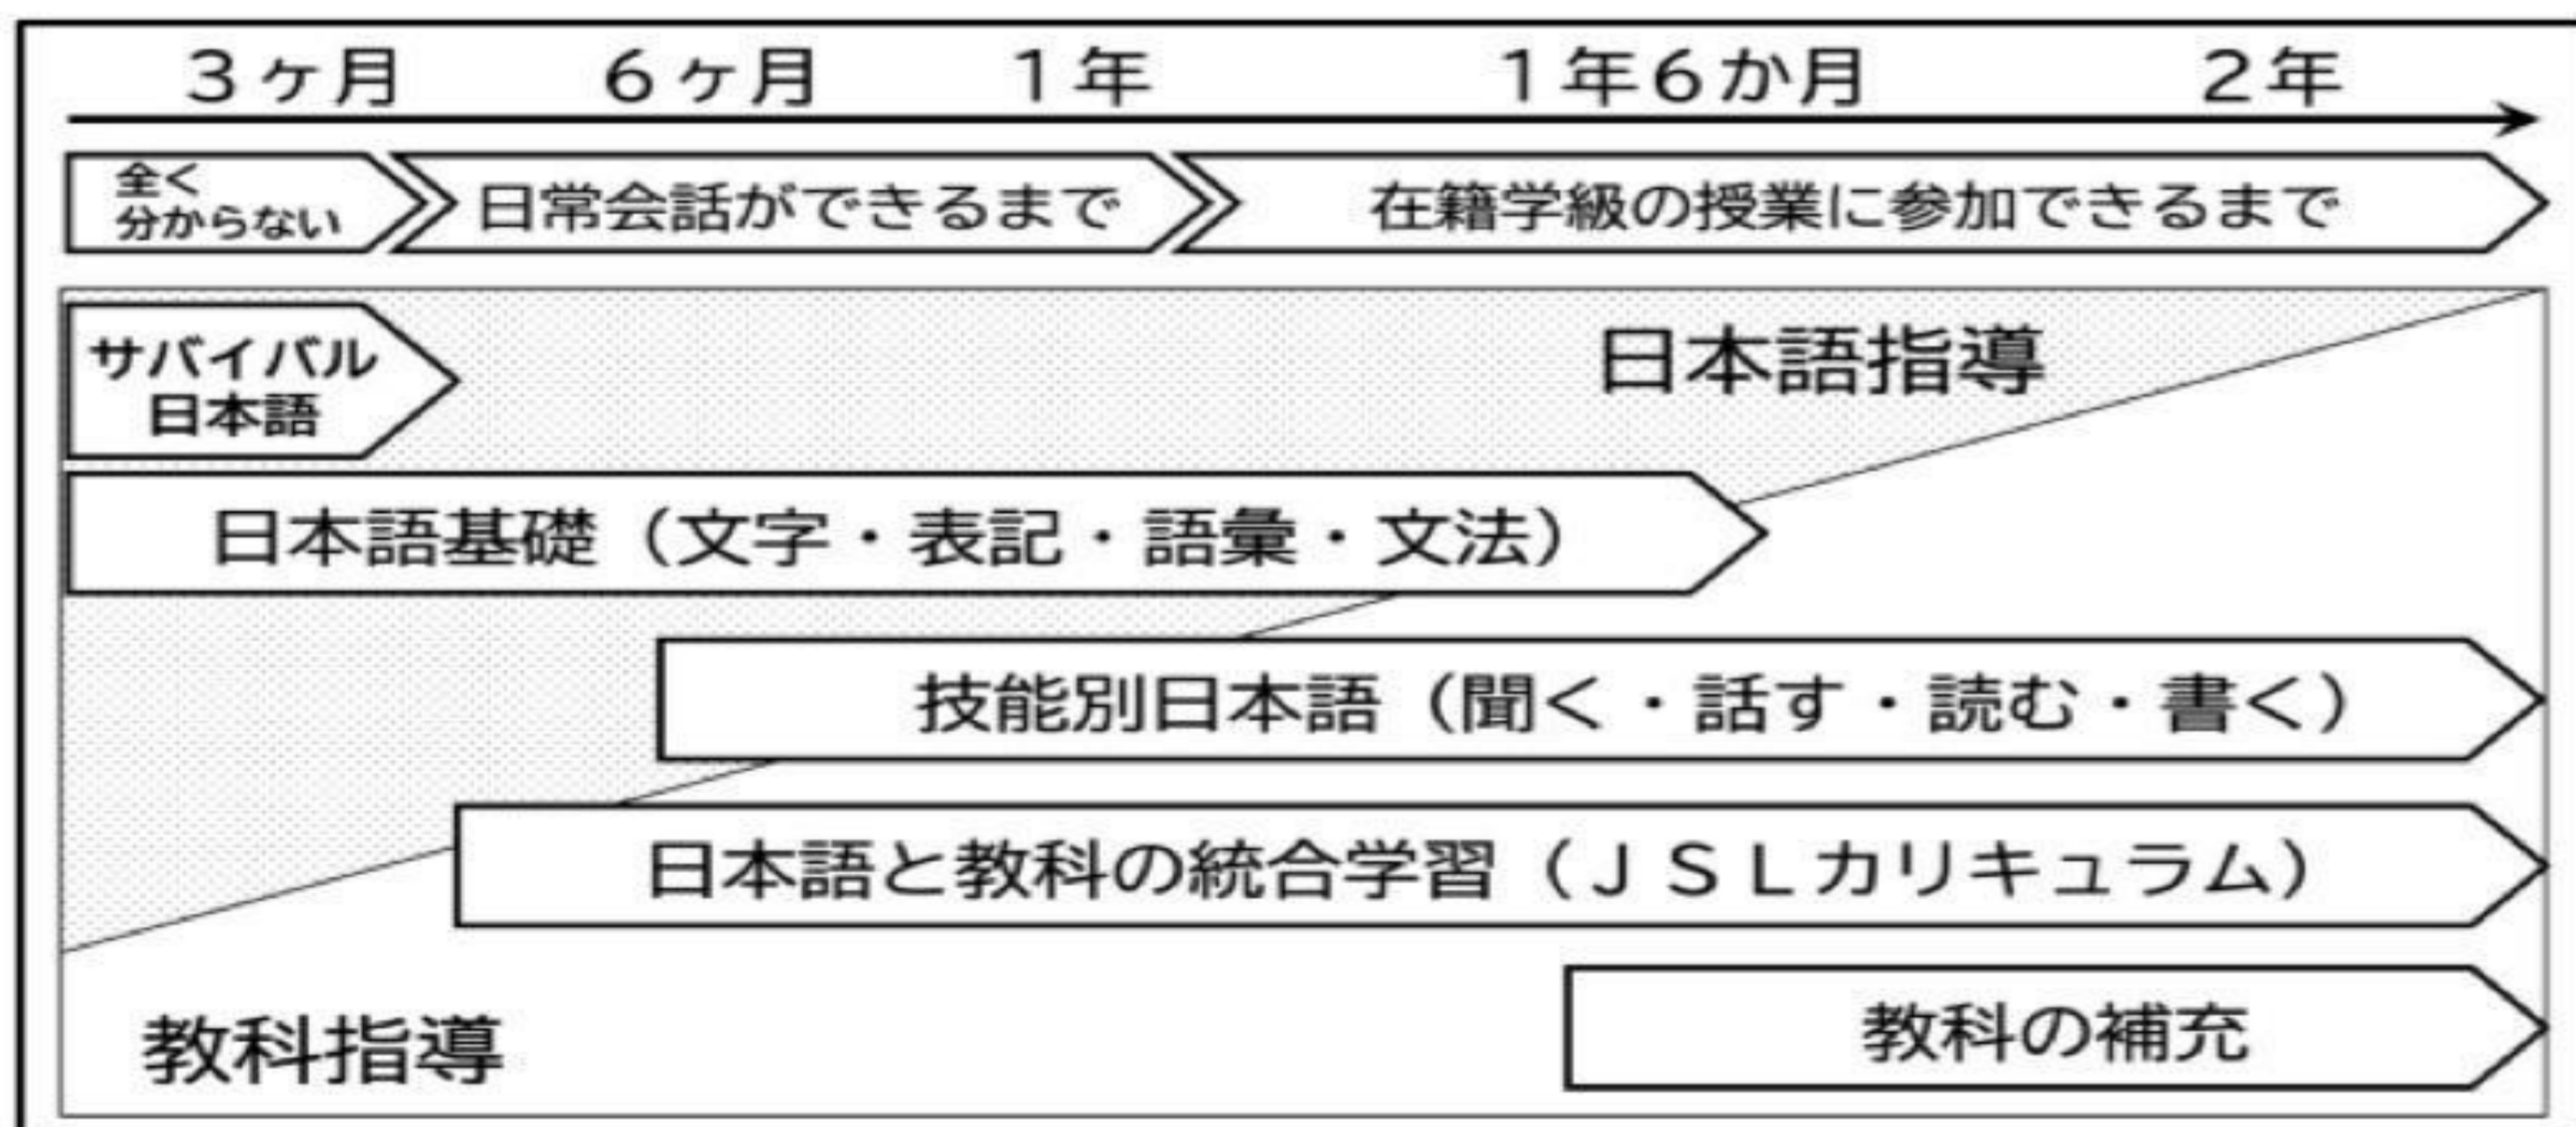 ３ヶ月　６ヶ月　１年　１年６か月　２年
全く
分からない
日常会話ができるまで
在籍学級の授業に参加できるまで
サバイバル
日本語
日本語指導
日本語基礎（文字・表記・語彙・文法）
技能別日本語（聞く・話す・読む・書く）
日本語と教科の統合学習（ＪＳＬカリキュラム）
教科指導
教科の補充